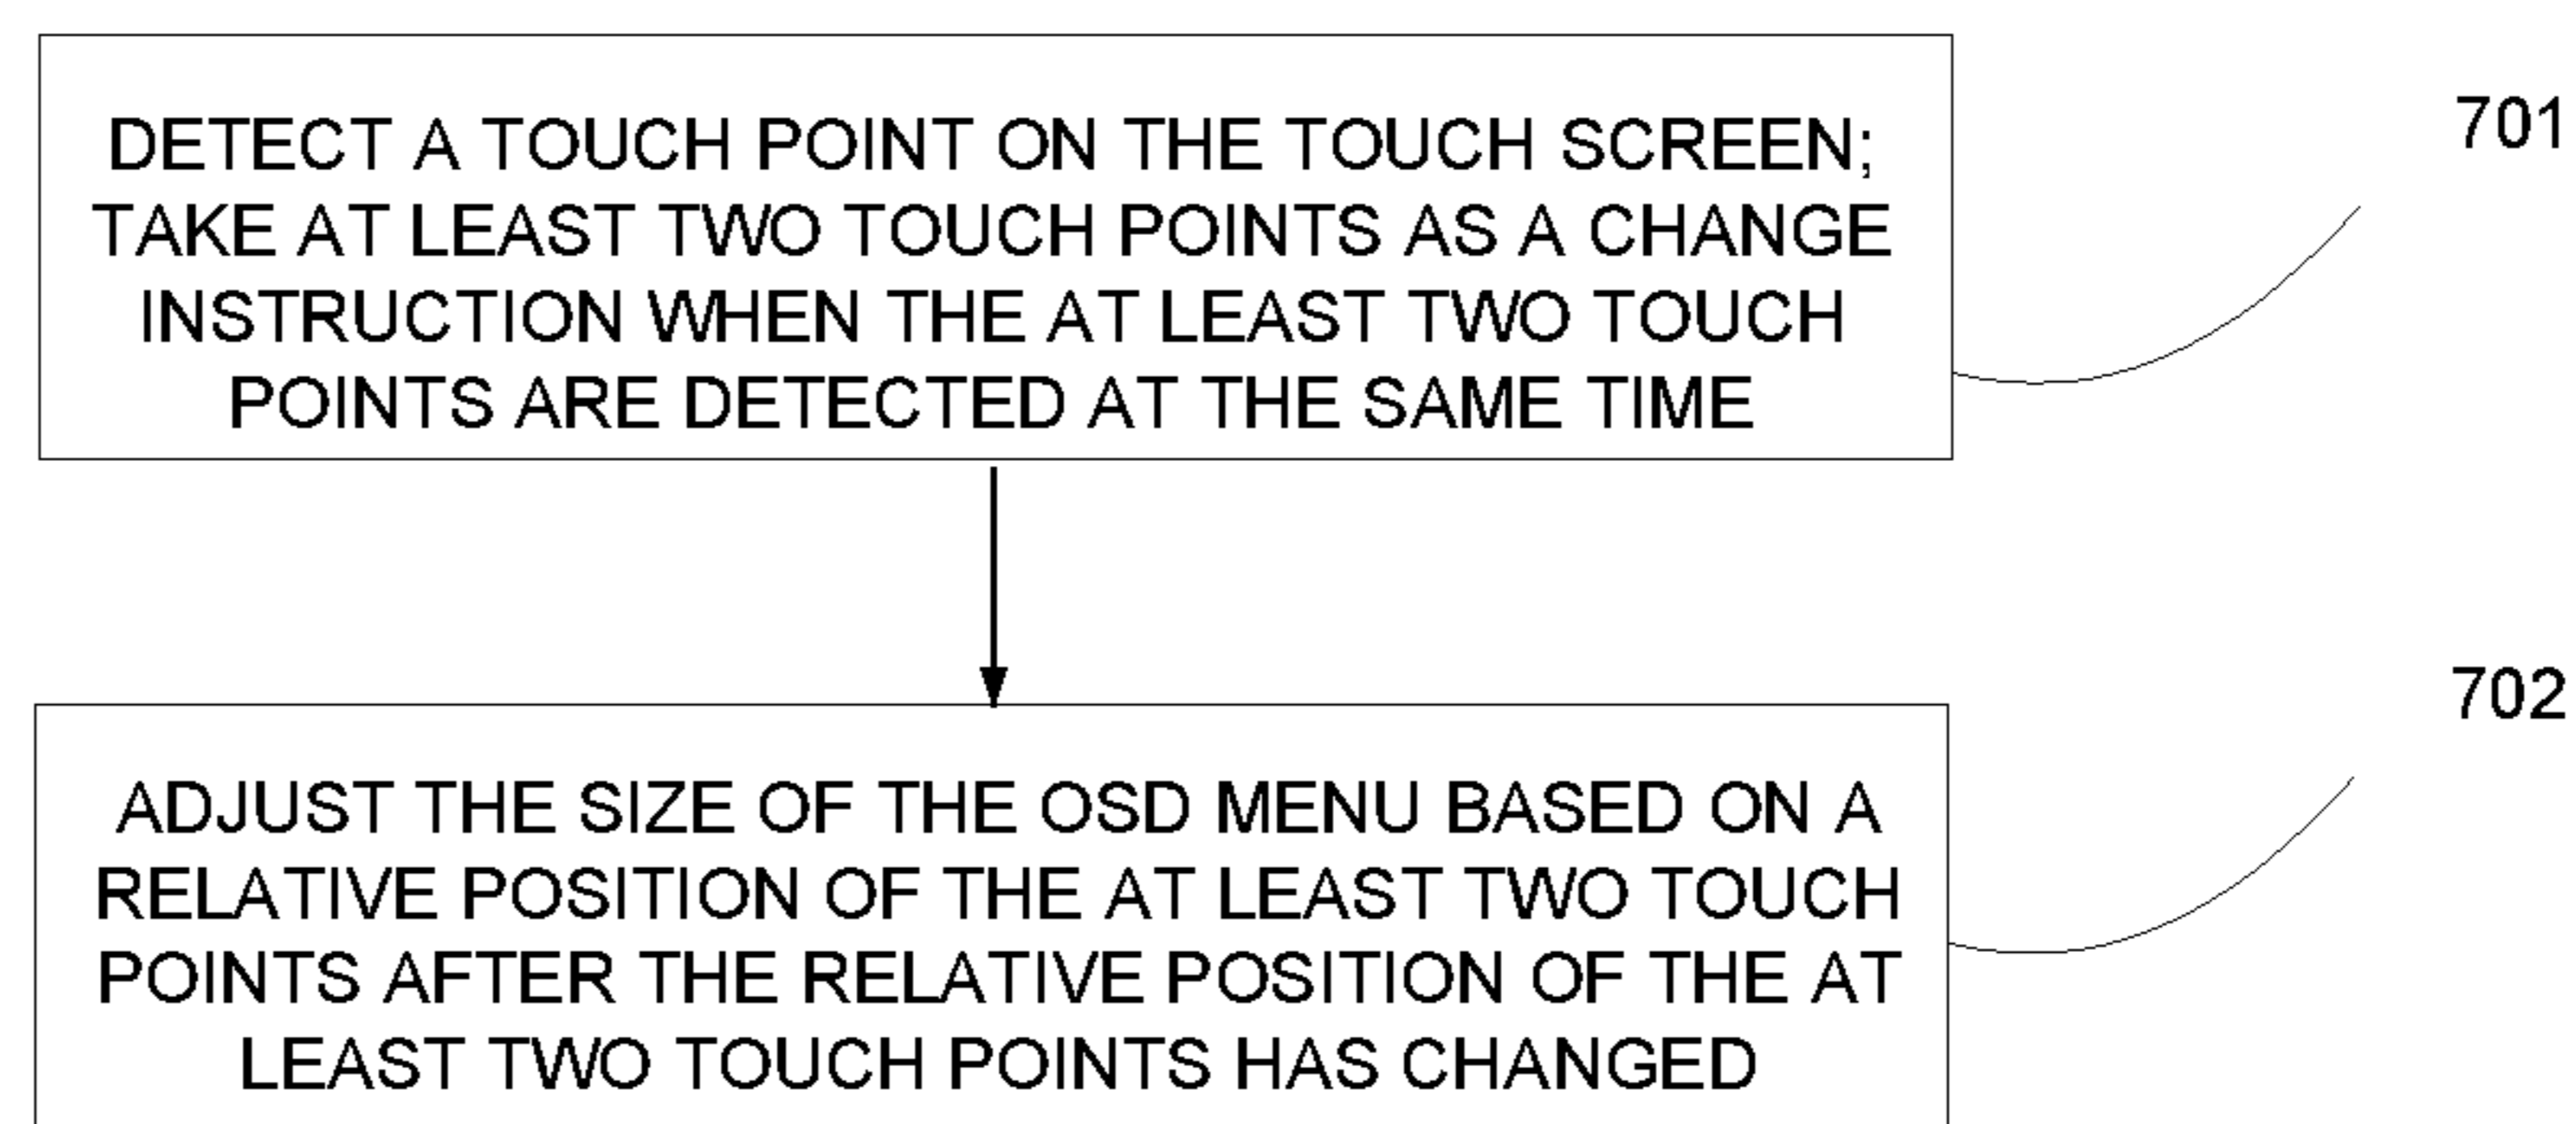 DETECT A TOUCH POINT ON THE TOUCH SCREEN;
TAKE AT LEAST TWO TOUCH POINTS AS A CHANGE
INSTRUCTION WHEN THE AT LEAST TWO TOUCH
POINTS ARE DETECTED AT THE SAME TIME
701
ADJUST THE SIZE OF THE OSD MENU BASED ON A
RELATIVE POSITION OF THE AT LEAST TWO TOUCH
POINTS AFTER THE RELATIVE POSITION OF THE AT
LEAST TWO TOUCH POINTS HAS CHANGED
702